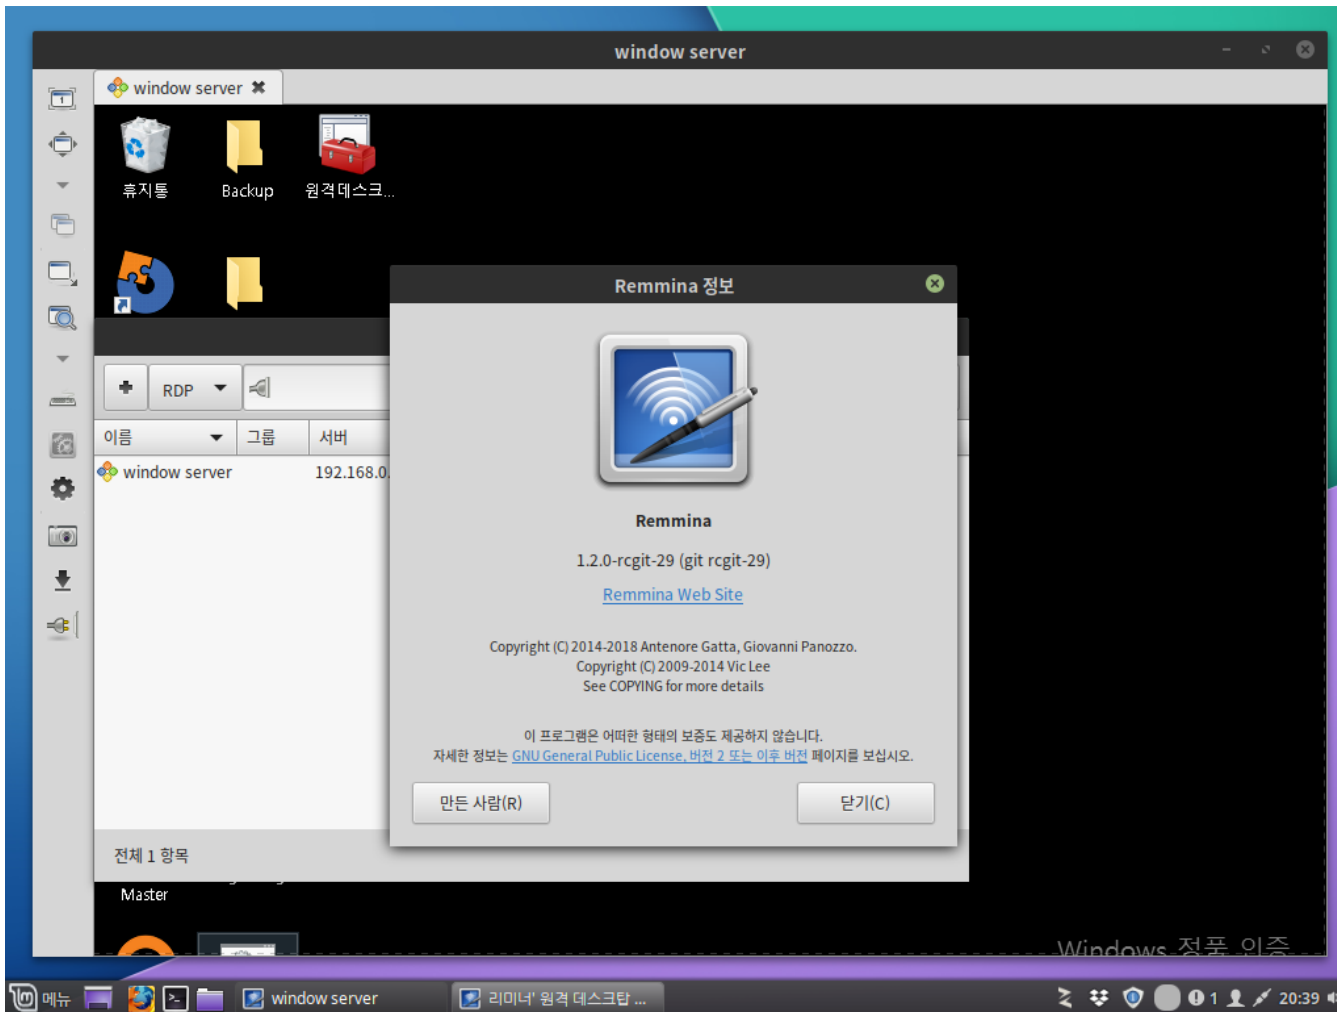 window server
window server
휴지통
Backup
원격데스크...
Remmina 정보
RDP
이름
그룹
서버
window server
192.168.0.
Remmina
1.2.0-rcgit-29 (git rcgit-29)
Remmina Web Site
Copyright (C) 2014-2018 Antenore Gatta, Giovanni Panozzo.
Copyright (C) 2009-2014 Vic Lee
See COPYING for more details
이 프로그램은 어떠한 형태의 보증도 제공하지 않습니다.
자세한 정보는 GNU General Public License, 버전 2 또는 이후 버전 페이지를 보십시오.
만든 사람(R)
닫기(C)
전체 1 항목
Master
Windows 정품 인증
메뉴
window server
리미너' 원격 데스크탑 ...
1
20:39